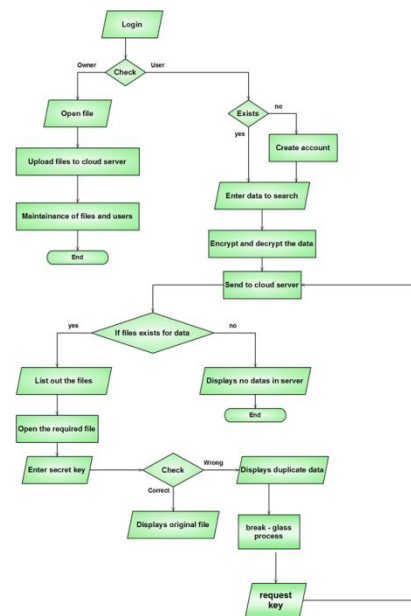 Login
Owner
Check
User
Open file
Exists
no
yes
Create account
Upload files to cloud server
Enter data to search
Maintainance of files and users
Encrypt and decrypt the data
End
Send to cloud server
yes
If files exists for data
no
List out the files
Displays no datas in server
End
Open the required file
Enter secret key
Check
Wrong
Displays duplicate data
Correct
Displays original file
break - glass
process
request
key